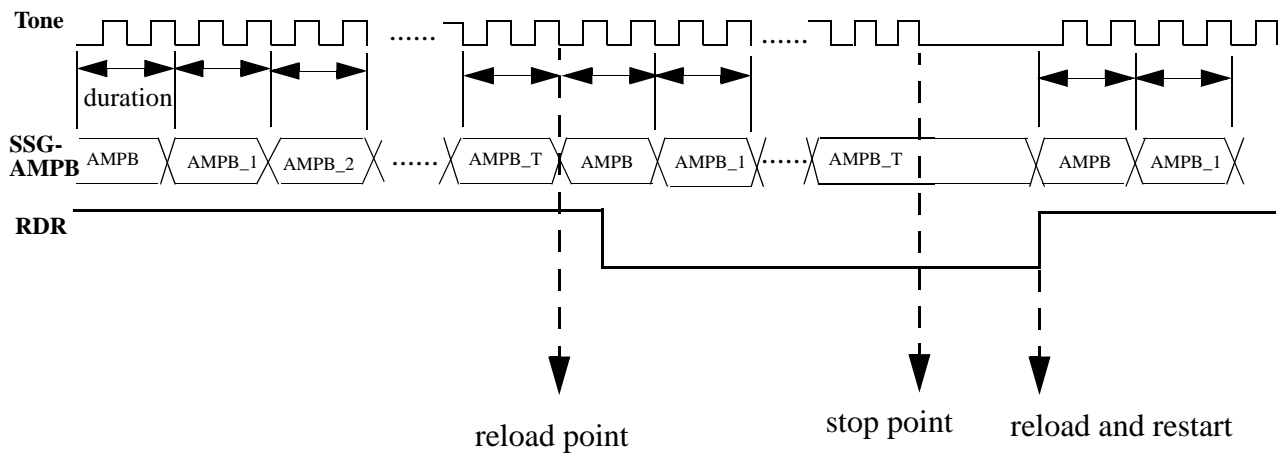 Tone
...... ......
duration
SSG-
AMPB
AMPB AMPB_1 AMPB_2 ...... AMPB_T AMPB AMPB_1 ...... AMPB_T AMPB AMPB_1
RDR
reload point stop point reload and restart